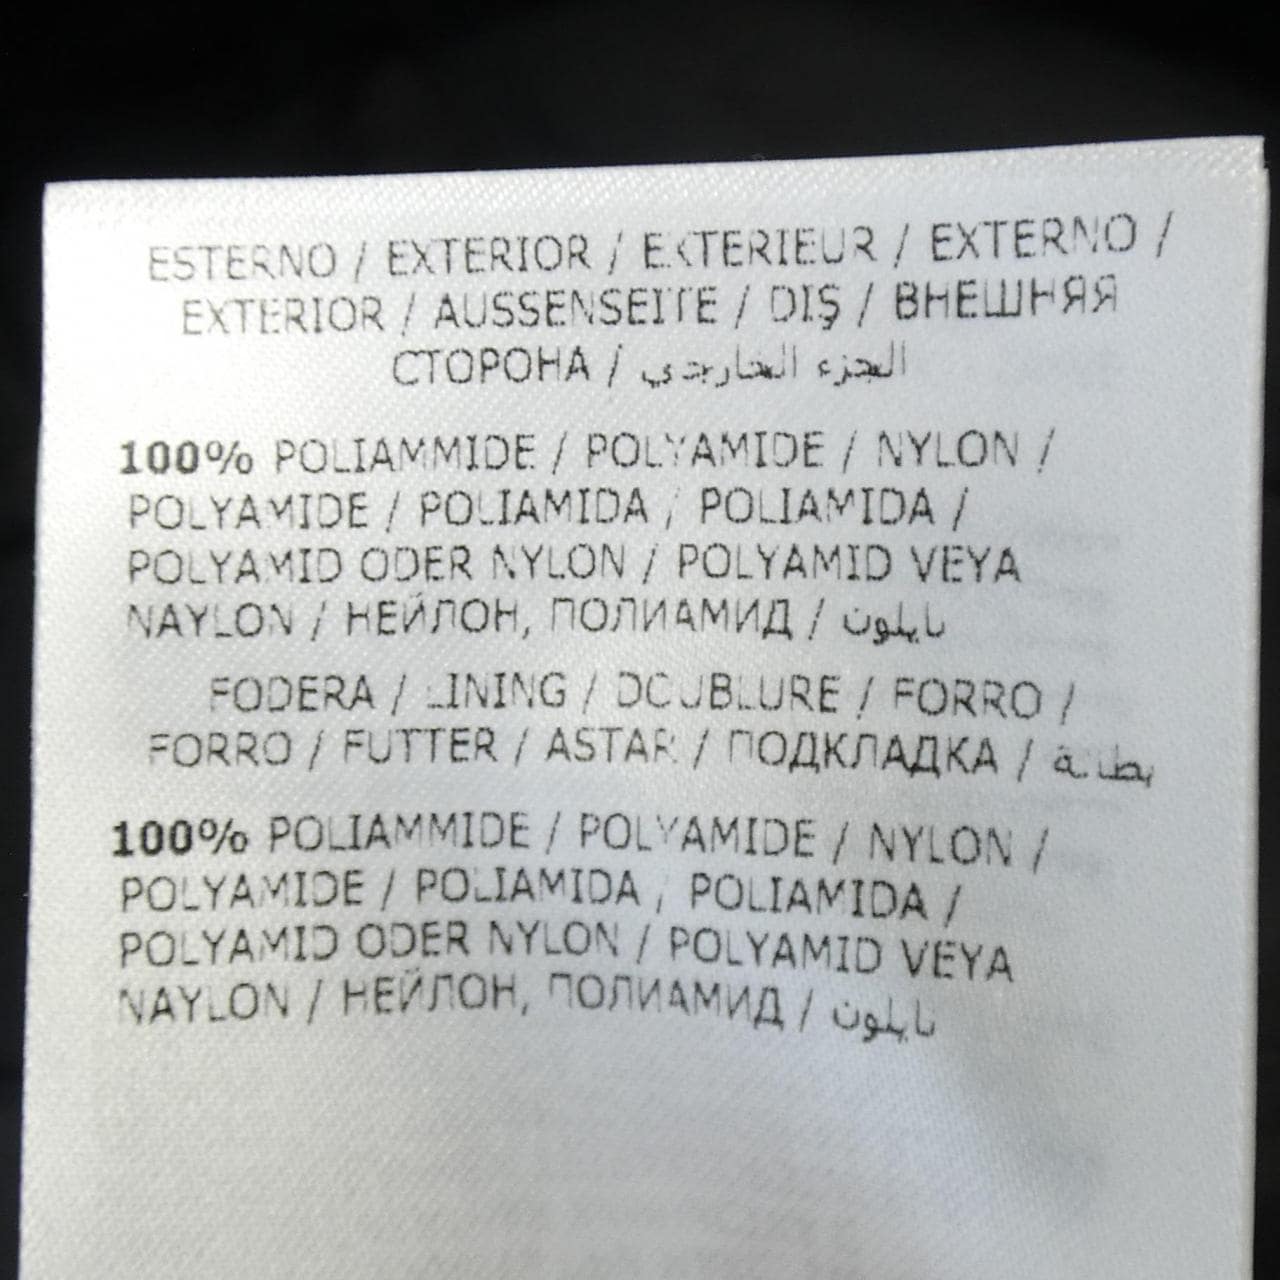 ESTERNO / EXTERIOR / EXTERIEUR / EXTERNO /
EXTERIOR / AUSSENSEITE / DIŞ / ВНЕШНЯЯ
СТОРОНА / الجزء الخارجي
100% POLIAMMIDE / POLYAMIDE / NYLON /
POLYAMIDE / POLIAMIDA / POLIAMIDA /
POLYAMID ODER NYLON / POLYAMID VEYA
NAYLON / НЕЙЛОН, ПОЛИАМИД / نايلون
FODERA / LINING / DOUBLURE / FORRO /
FORRO / FUTTER / ASTAR / ПОДКЛАДКА / بطانة
100% POLIAMMIDE / POLYAMIDE / NYLON /
POLYAMIDE / POLIAMIDA / POLIAMIDA /
POLYAMID ODER NYLON / POLYAMID VEYA
NAYLON / НЕЙЛОН, ПОЛИАМИД / نايلون